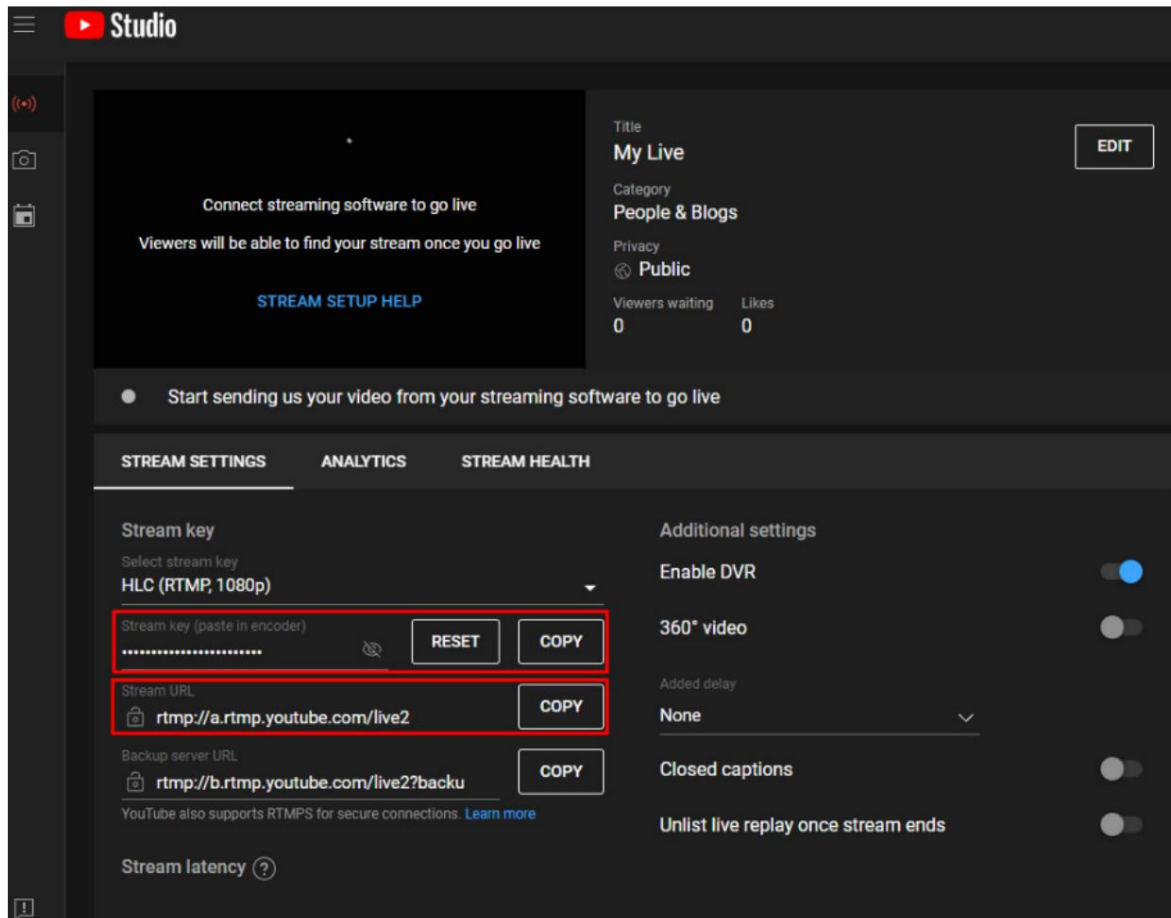 Studio
Connect streaming software to go live
Viewers will be able to find your stream once you go live
STREAM SETUP HELP
Title
My Live
EDIT
Category
People & Blogs
Privacy
Public
Viewers waiting Likes
0 0
Start sending us your video from your streaming software to go live
STREAM SETTINGS ANALYTICS STREAM HEALTH
Stream key
Select stream key
HLC (RTMP, 1080p)
Stream key (paste in encoder)
••••••••••••••••••••••• RESET COPY
Stream URL
rtmp://a.rtmp.youtube.com/live2 COPY
Backup server URL
rtmp://b.rtmp.youtube.com/live2?backu COPY
YouTube also supports RTMPS for secure connections. Learn more
Stream latency ?
Additional settings
Enable DVR
360° video
Added delay
None
Closed captions
Unlist live replay once stream ends